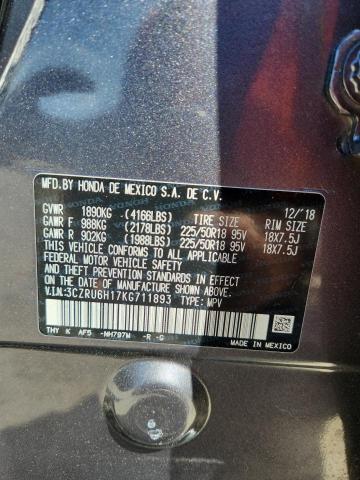 MFD.BY HONDA DE MEXICO S.A. DE C.V.
GVWR 1890KG (4166LBS) TIRE SIZE 12/'18 RIM SIZE
GAWR F 988KG (2178LBS) 225/50R18 95V 18X7.5J
GAWR R 902KG (1988LBS) 225/50R18 95V 18X7.5J
THIS VEHICLE CONFORMS TO ALL APPLICABLE
FEDERAL MOTOR VEHICLE SAFETY
STANDARDS IN EFFECT ON THE DATE OF MANUFACTURE SHOWN ABOVE.
V.I.N:3CZRU6H17KG711893 TYPE: MPV
THY K AF5 -NH797M -R -G
MADE IN MEXICO